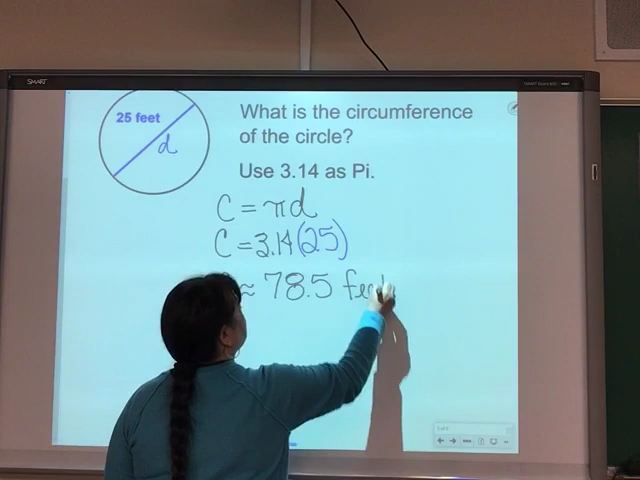 SMART
25 feet
d
What is the circumference
of the circle?
Use 3.14 as Pi.
C = πd
C = 3.14(25)
≈ 78.5 feet